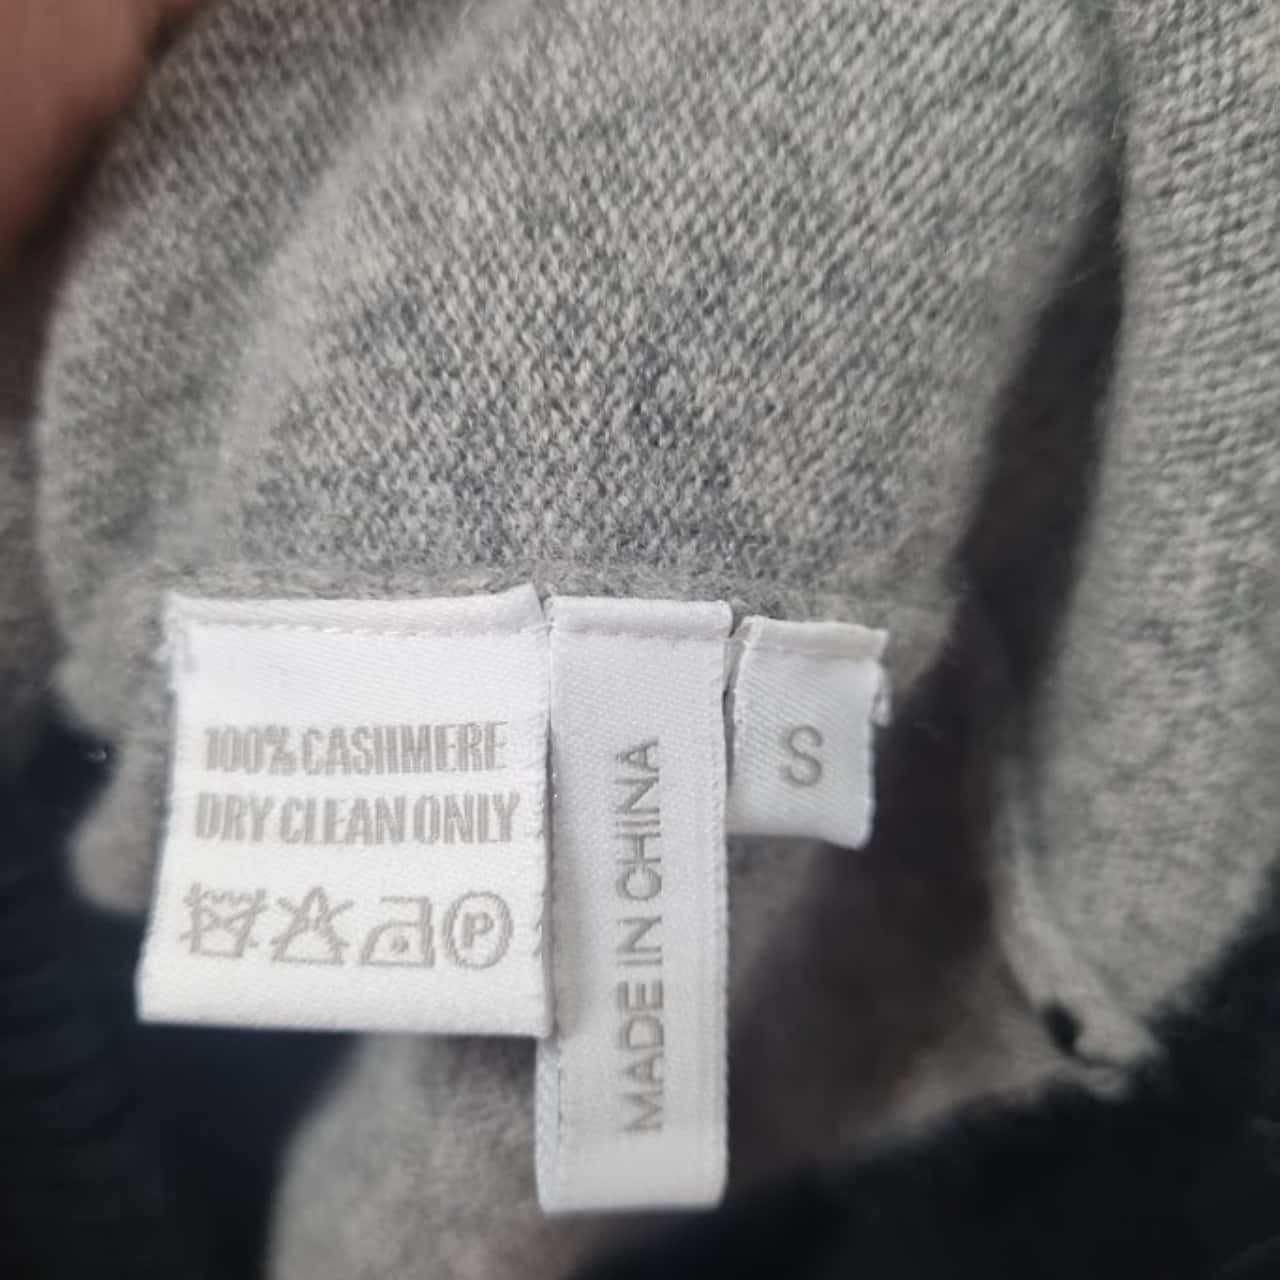 100% CASHMERE
DRY CLEAN ONLY
P
MADE IN CHINA
S